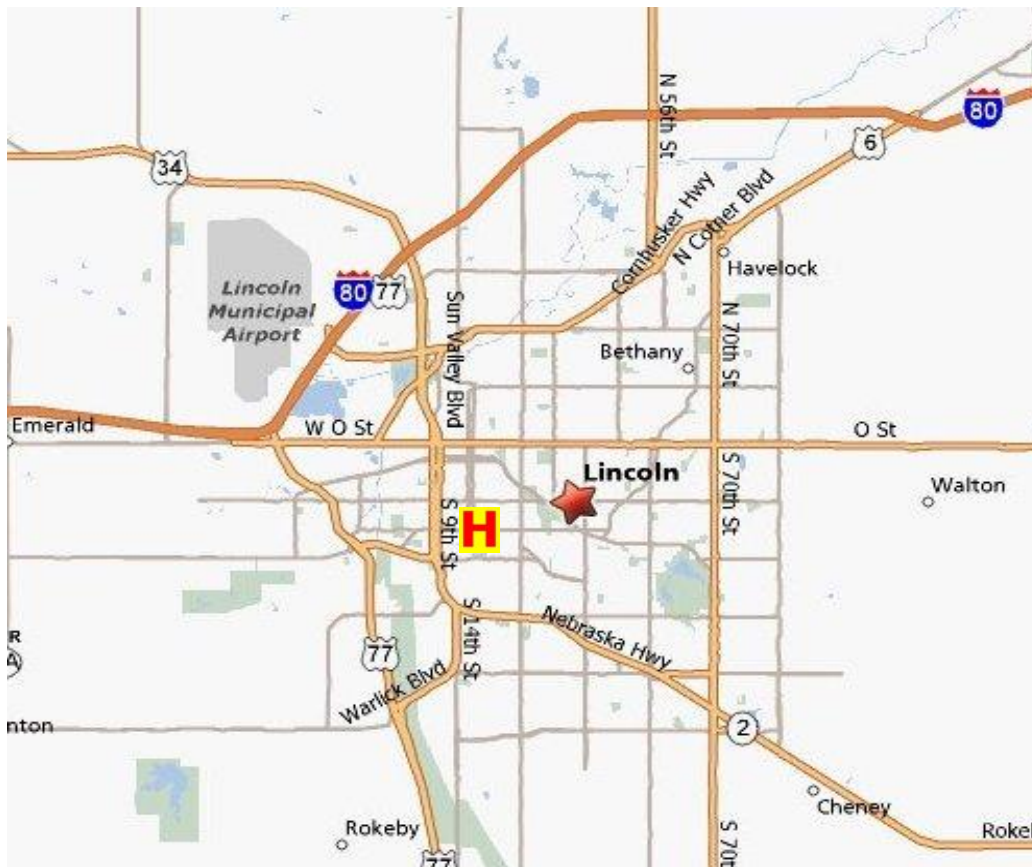 N 56th St
80
6
34
Cornhusker Hwy
N Cotner Blvd
Havelock
Lincoln
Municipal
Airport
80
77
Sun Valley Blvd
N 70th St
Bethany
Emerald
W O St
O St
Lincoln
S 70th St
Walton
S 9th St
H
S 14th St
Nebraska Hwy
R
A
77
Warlick Blvd
nton
2
Cheney
Rokeby
77
S 70t
Rokel